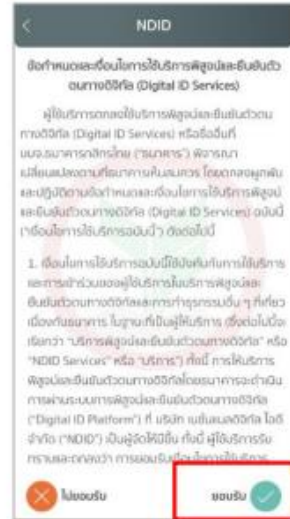 NDID
ข้อกำหนดและเงื่อนไขการใช้บริการพิสูจน์และยืนยันตัว
ตนทางดิจิทัล (Digital ID Services)
ผู้ใช้บริการตกลงใช้บริการพิสูจน์และยืนยันตัวตน
ทางดิจิทัล (Digital ID Services) หรือชื่ออื่นที่
บมจ.ธนาคารกสิกรไทย ("ธนาคาร") พิจารณา
เปลี่ยนแปลงตามที่ธนาคารเห็นสมควร โดยตกลงผูกพัน
และปฏิบัติตามข้อกำหนดและเงื่อนไขการใช้บริการพิสูจน์
และยืนยันตัวตนทางดิจิทัล (Digital ID Services) ฉบับนี้
("เงื่อนไขการใช้บริการฉบับนี้") ดังต่อไปนี้
1. เงื่อนไขการใช้บริการฉบับนี้ใช้บังคับกับการใช้บริการ
และการเข้าร่วมของผู้ใช้บริการในบริการพิสูจน์และ
ยืนยันตัวตนทางดิจิทัลและการทำธุรกรรมอื่น ๆ ที่เกี่ยว
เนื่องกับธนาคาร ในฐานะที่เป็นผู้ให้บริการ (ซึ่งต่อไปนี้จะ
เรียกว่า "บริการพิสูจน์และยืนยันตัวตนทางดิจิทัล" หรือ
"NDID Services" หรือ "บริการ") ทั้งนี้ การให้บริการ
พิสูจน์และยืนยันตัวตนทางดิจิทัลโดยธนาคารจะดำเนิน
การผ่านระบบการพิสูจน์และยืนยันตัวตนทางดิจิทัล
("Digital ID Platform") ที่ บริษัท เนชั่นแนลดิจิทัล ไอดี
จำกัด ("NDID") เป็นผู้จัดให้มีขึ้น ทั้งนี้ ผู้ใช้บริการรับ
ทราบและตกลงว่า การยอมรับเงื่อนไขการใช้บริการ
ไม่ยอมรับ
ยอมรับ